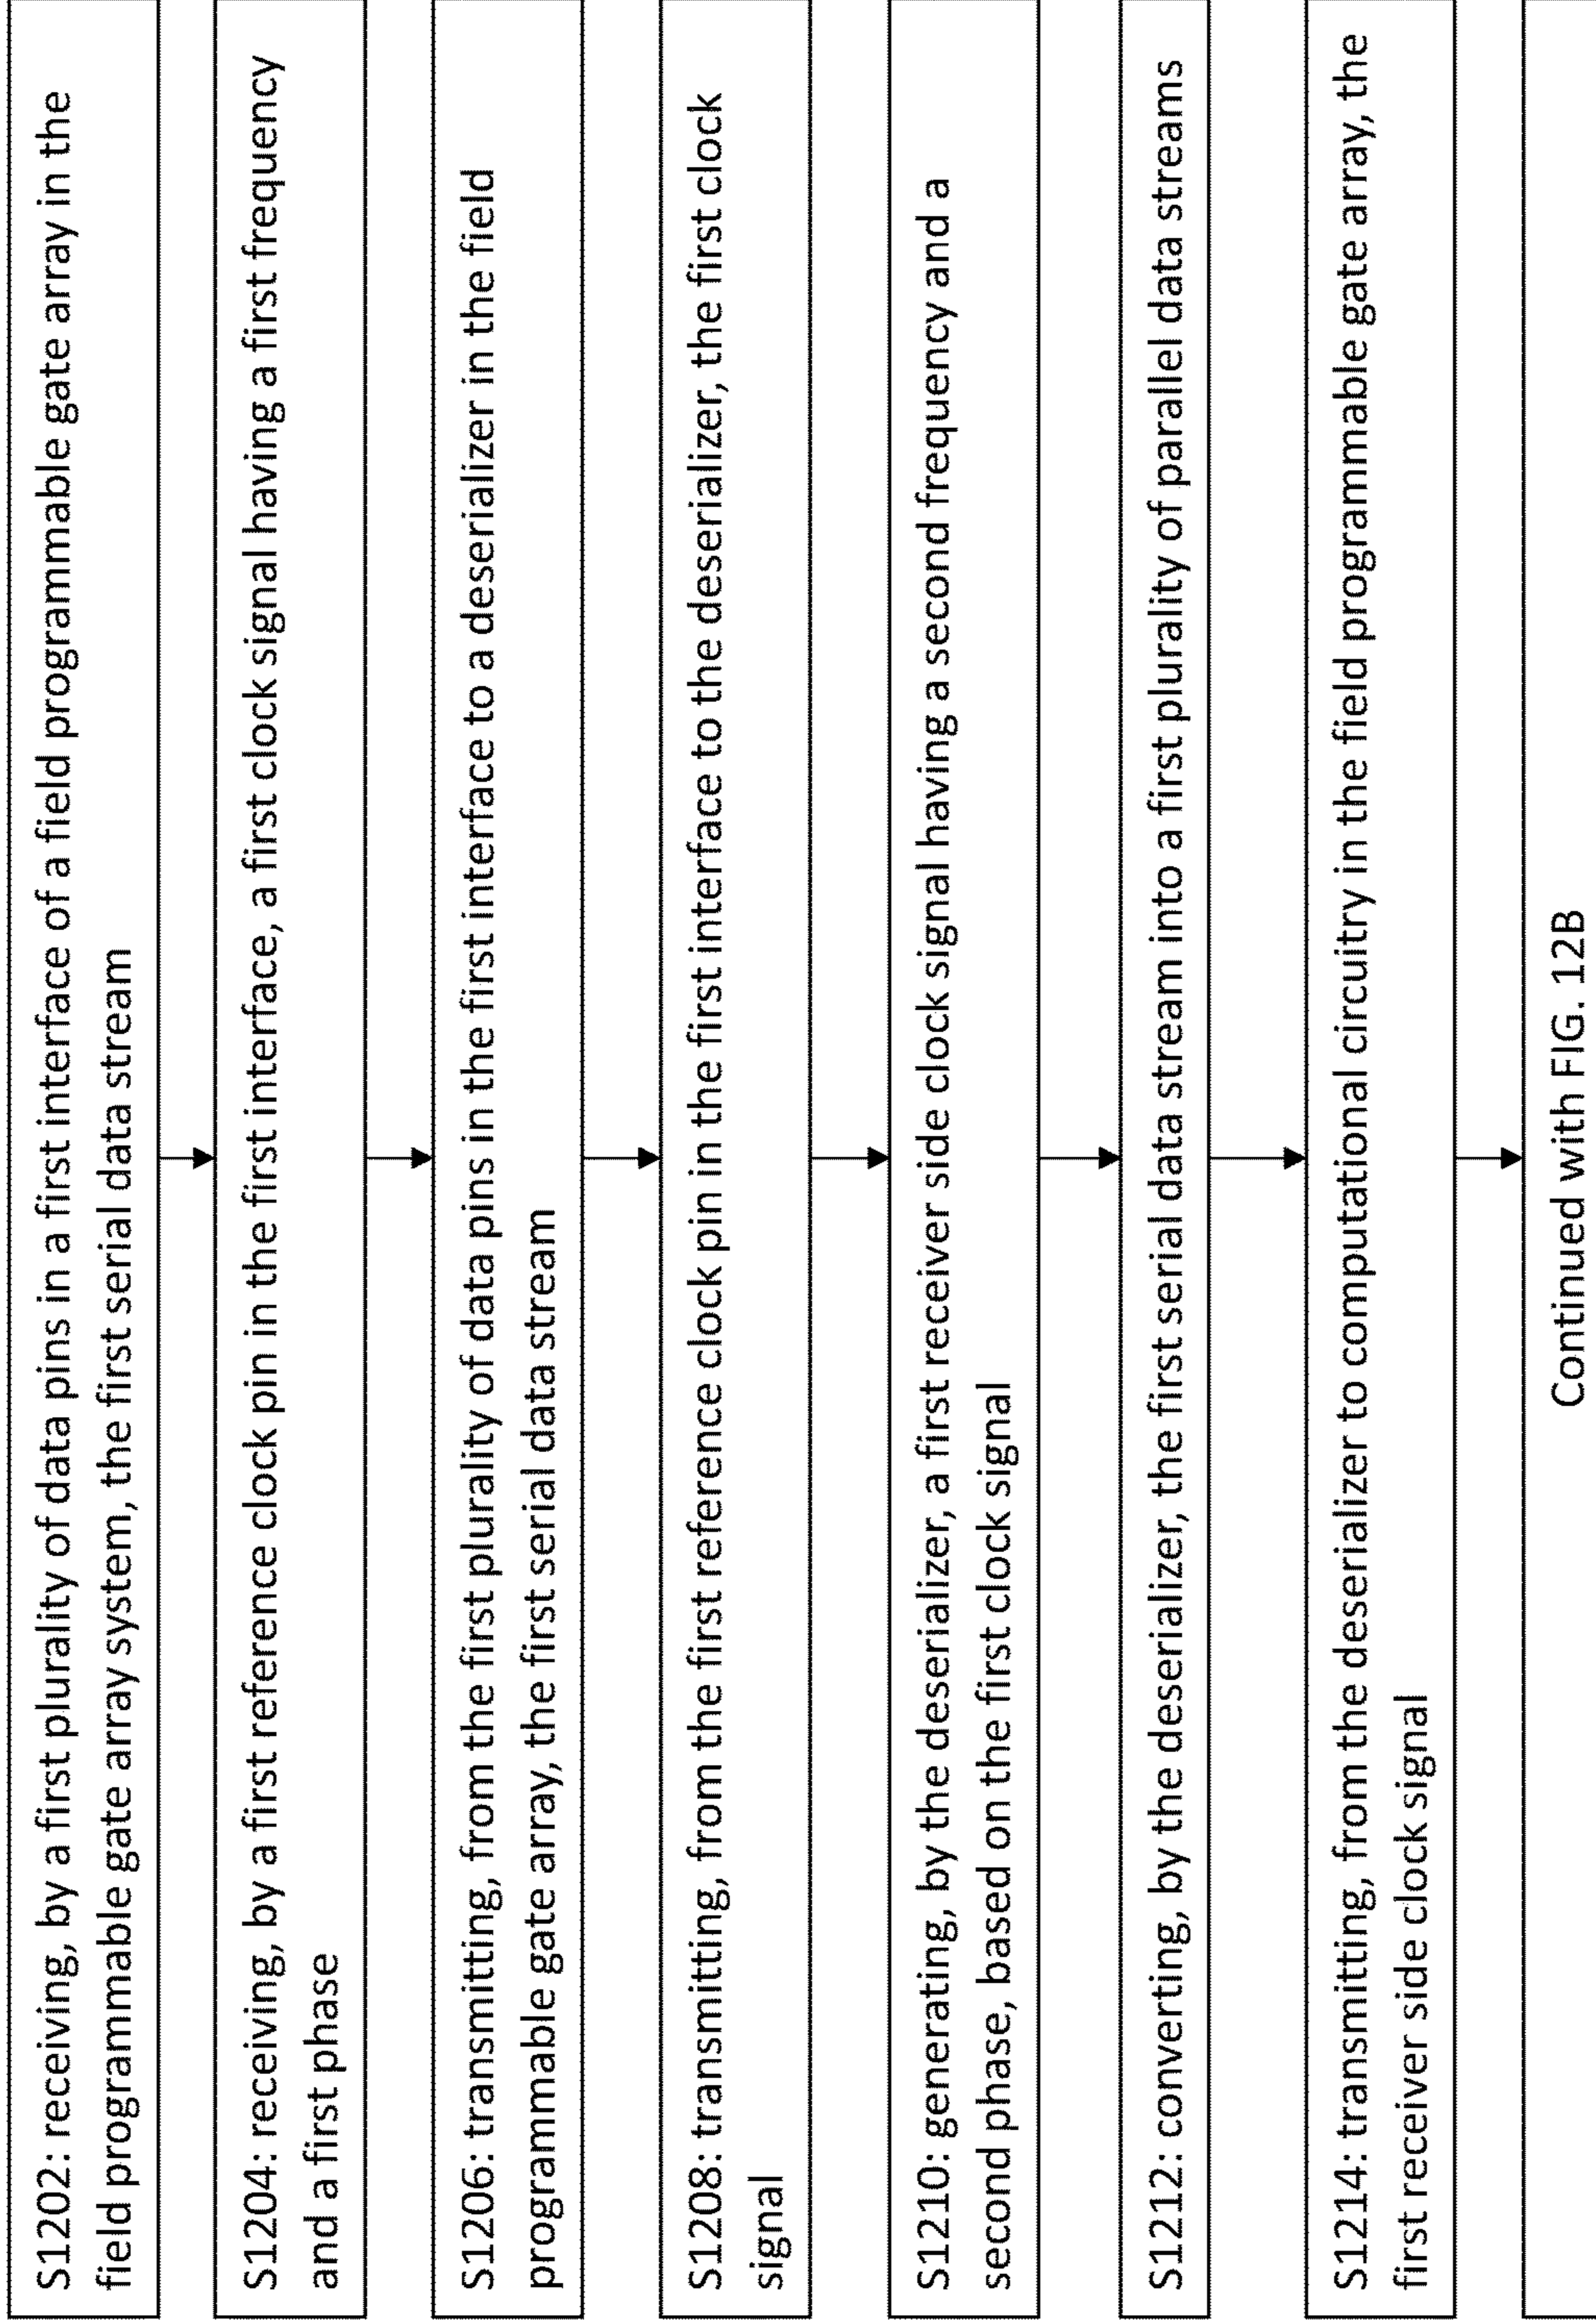 S1202: receiving, by a first plurality of data pins in a first interface of a field programmable gate array in the
field programmable gate array system, the first serial data stream
S1204: receiving, by a first reference clock pin in the first interface, a first clock signal having a first frequency
and a first phase
S1206: transmitting, from the first plurality of data pins in the first interface to a deserializer in the field
programmable gate array, the first serial data stream
S1208: transmitting, from the first reference clock pin in the first interface to the deserializer, the first clock
signal
S1210: generating, by the deserializer, a first receiver side clock signal having a second frequency and a
second phase, based on the first clock signal
S1212: converting, by the deserializer, the first serial data stream into a first plurality of parallel data streams
S1214: transmitting, from the deserializer to computational circuitry in the field programmable gate array, the
first receiver side clock signal
Continued with FIG. 12B